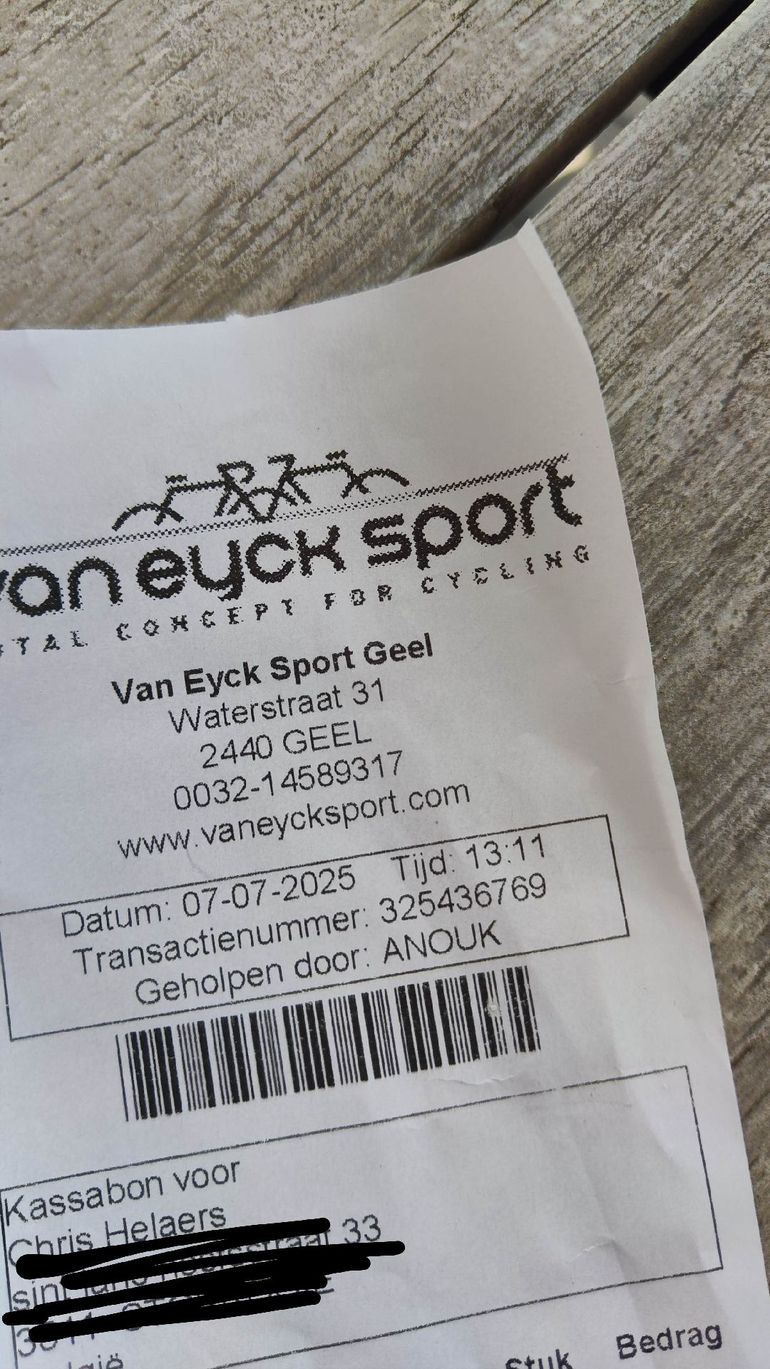 van eyck sport
CONCEPT FOR CYCLING
Van Eyck Sport Geel
Waterstraat 31
2440 GEEL
0032-14589317
www.vaneycksport.com
Datum: 07-07-2025 Tijd: 13:11
Transactienummer: 325436769
Geholpen door: ANOUK
Kassabon voor
Chris Helaers
33
Stuk Bedrag